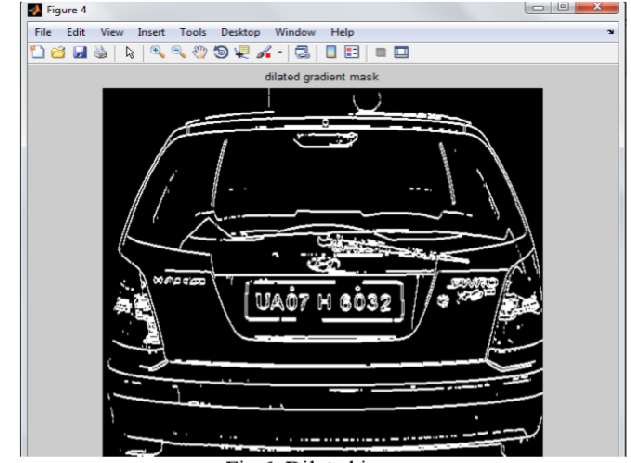 Figure 4
File Edit View Insert Tools Desktop Window Help
dilated gradient mask
UA07 H 6032